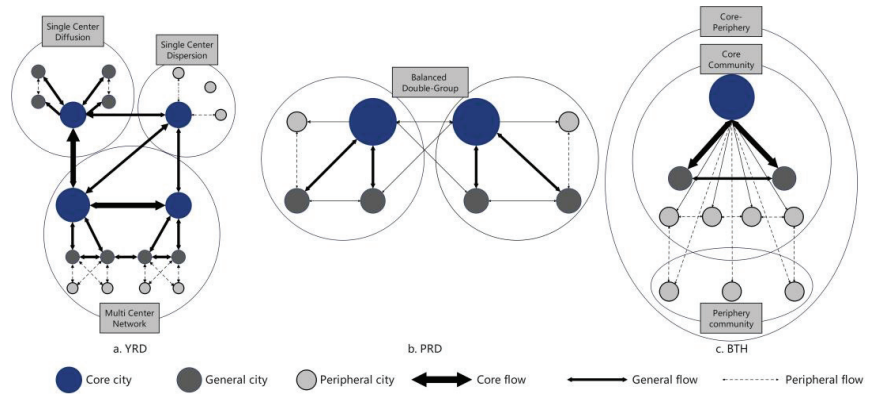 Single Center
Diffusion
Single Center
Dispersion
Multi Center
Network
a. YRD
Balanced
Double-Group
b. PRD
Core-
Periphery
Core
Community
Periphery
community
c. BTH
Core city
General city
Peripheral city
Core flow
General flow
Peripheral flow